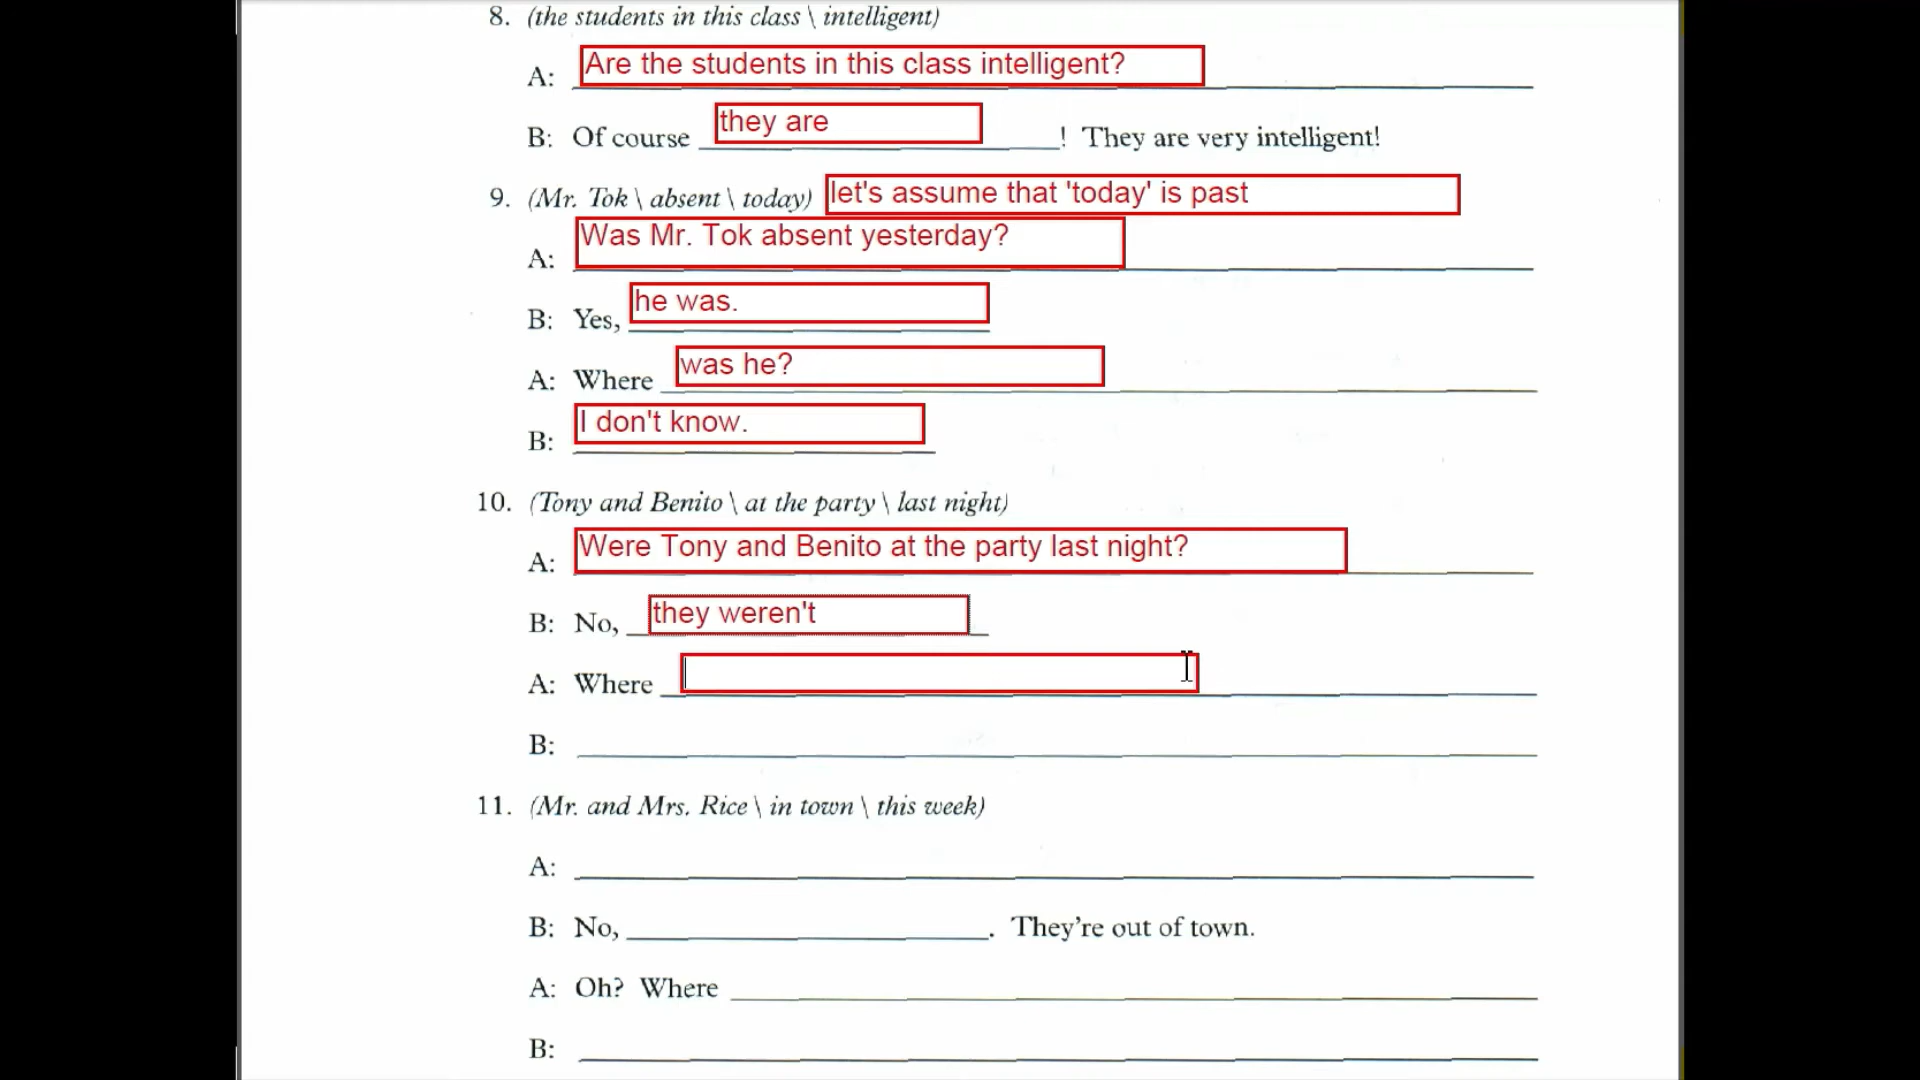 8. (the students in this class \ intelligent)
A: Are the students in this class intelligent?
B: Of course they are ! They are very intelligent!
9. (Mr. Tok \ absent \ today) let's assume that 'today' is past
A: Was Mr. Tok absent yesterday?
B: Yes, he was.
A: Where was he?
B: I don't know.
10. (Tony and Benito \ at the party \ last night)
A: Were Tony and Benito at the party last night?
B: No, they weren't
A: Where
B:
11. (Mr. and Mrs. Rice \ in town \ this week)
A:
B: No, . They're out of town.
A: Oh? Where
B: